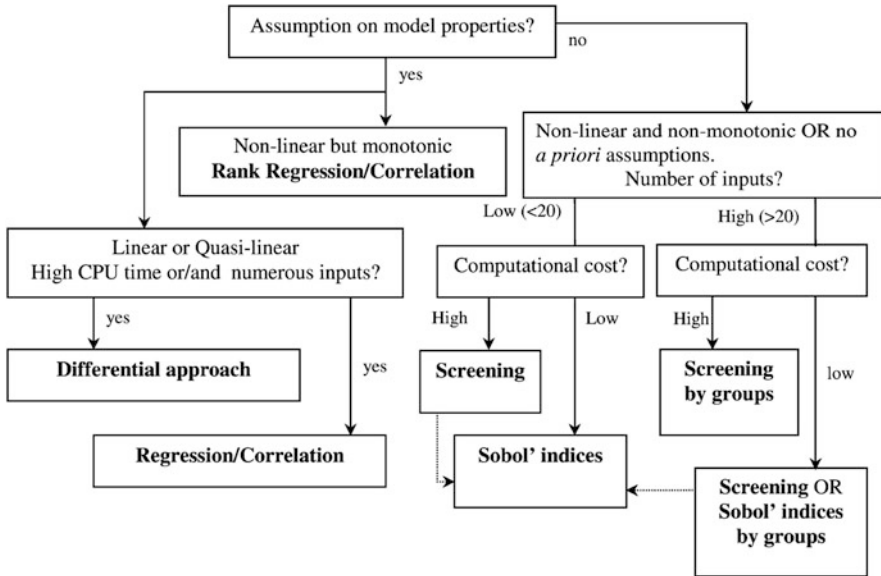 Assumption on model properties?
no
yes
Non-linear but monotonic
Rank Regression/Correlation
Non-linear and non-monotonic OR no
a priori assumptions.
Number of inputs?
Low (<20)
High (>20)
Linear or Quasi-linear
High CPU time or/and numerous inputs?
Computational cost?
Computational cost?
yes
High
Low
High
Differential approach
yes
Screening
Screening
by groups
low
Regression/Correlation
Sobol' indices
Screening OR
Sobol' indices
by groups